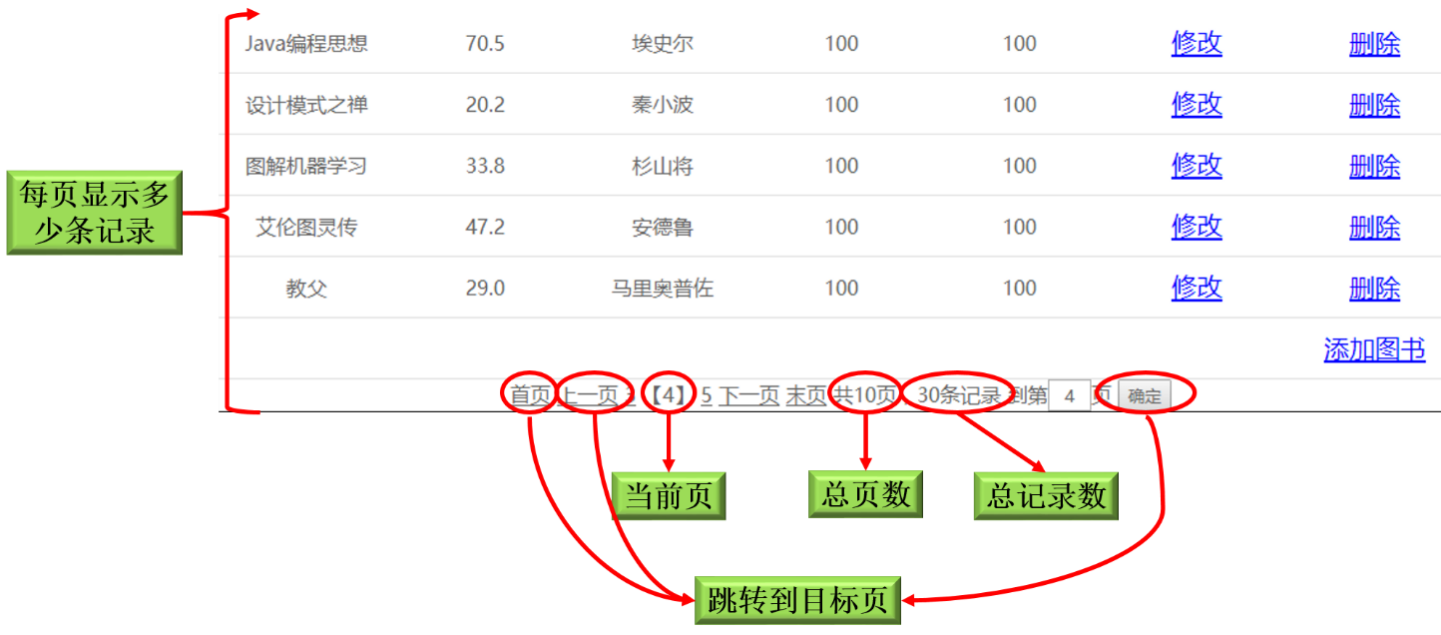 Java编程思想 70.5 埃史尔 100 100 修改 删除
设计模式之禅 20.2 秦小波 100 100 修改 删除
图解机器学习 33.8 杉山将 100 100 修改 删除
每页显示多
少条记录
艾伦图灵传 47.2 安德鲁 100 100 修改 删除
教父 29.0 马里奥普佐 100 100 修改 删除
添加图书
首页 上一页 3 【4】 5 下一页 末页 共10页，30条记录 到第 4 页 确定
当前页 总页数 总记录数
跳转到目标页